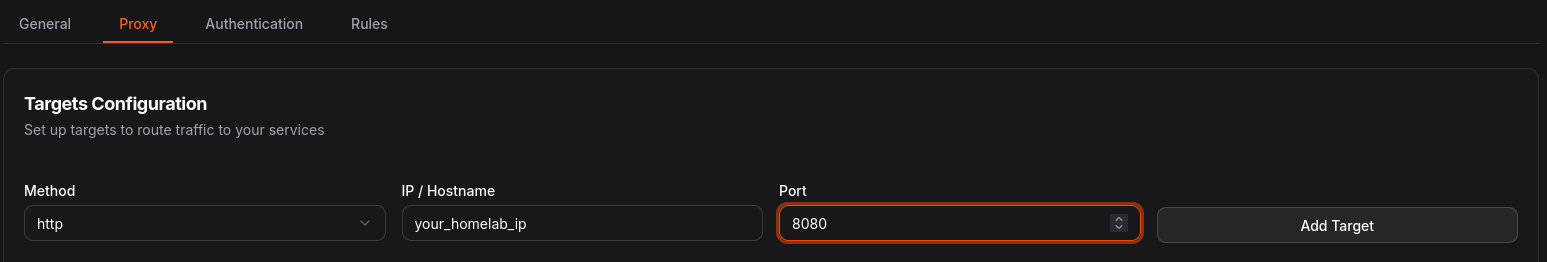 General Proxy Authentication Rules
Targets Configuration
Set up targets to route traffic to your services
Method IP / Hostname Port
http your_homelab_ip 8080 Add Target